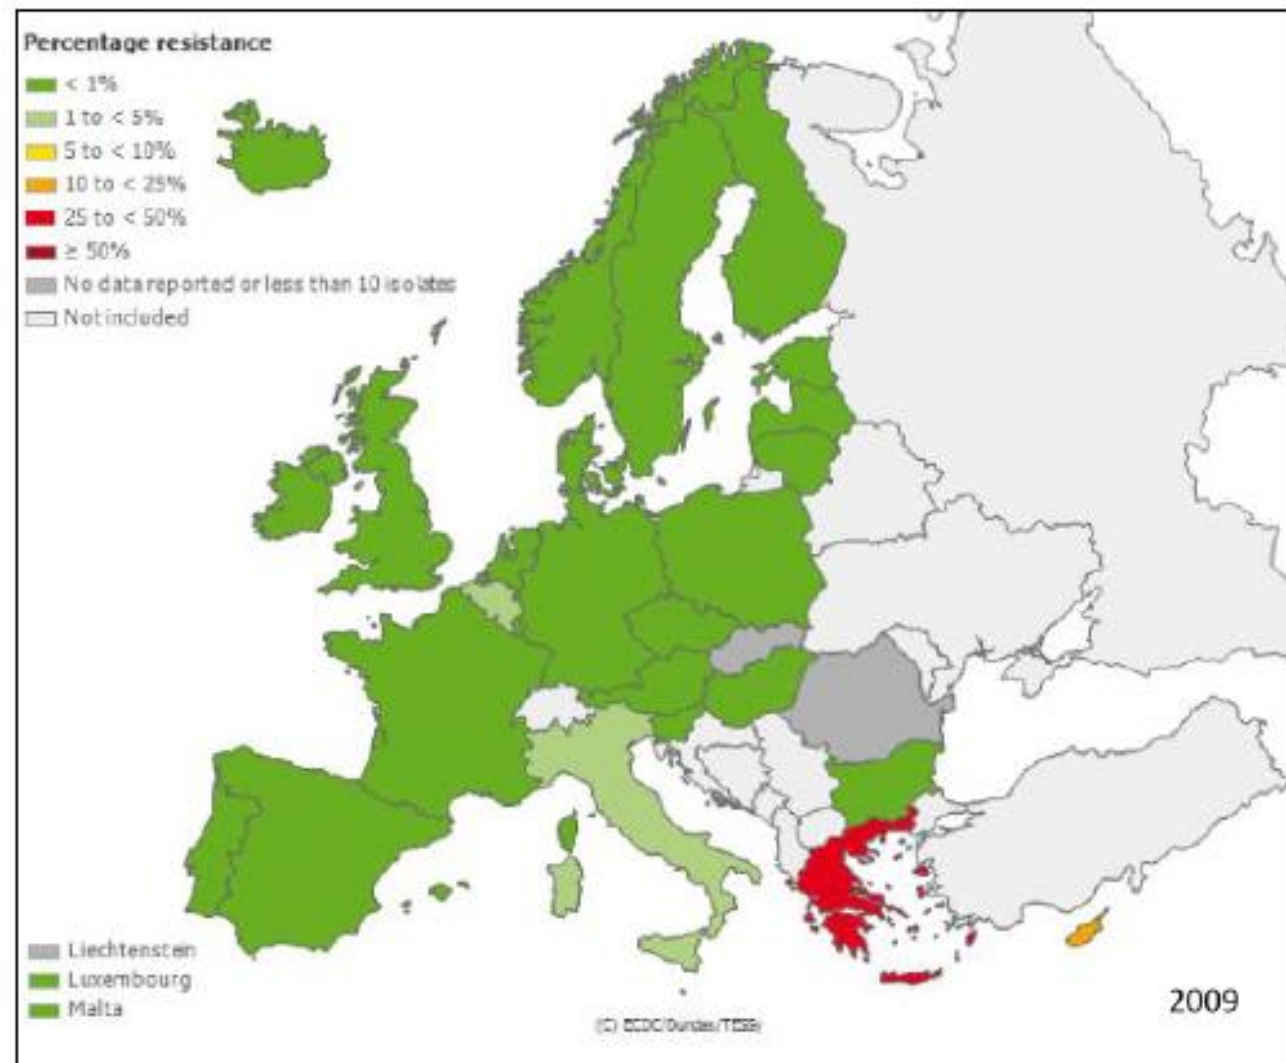 Percentage resistance
< 1%
1 to < 5%
5 to < 10%
10 to < 25%
25 to < 50%
≥ 50%
No data reported or less than 10 isolates
Not included
Liechtenstein
Luxembourg
Malta
(C) ECDC/Dundas/TESSy
2009